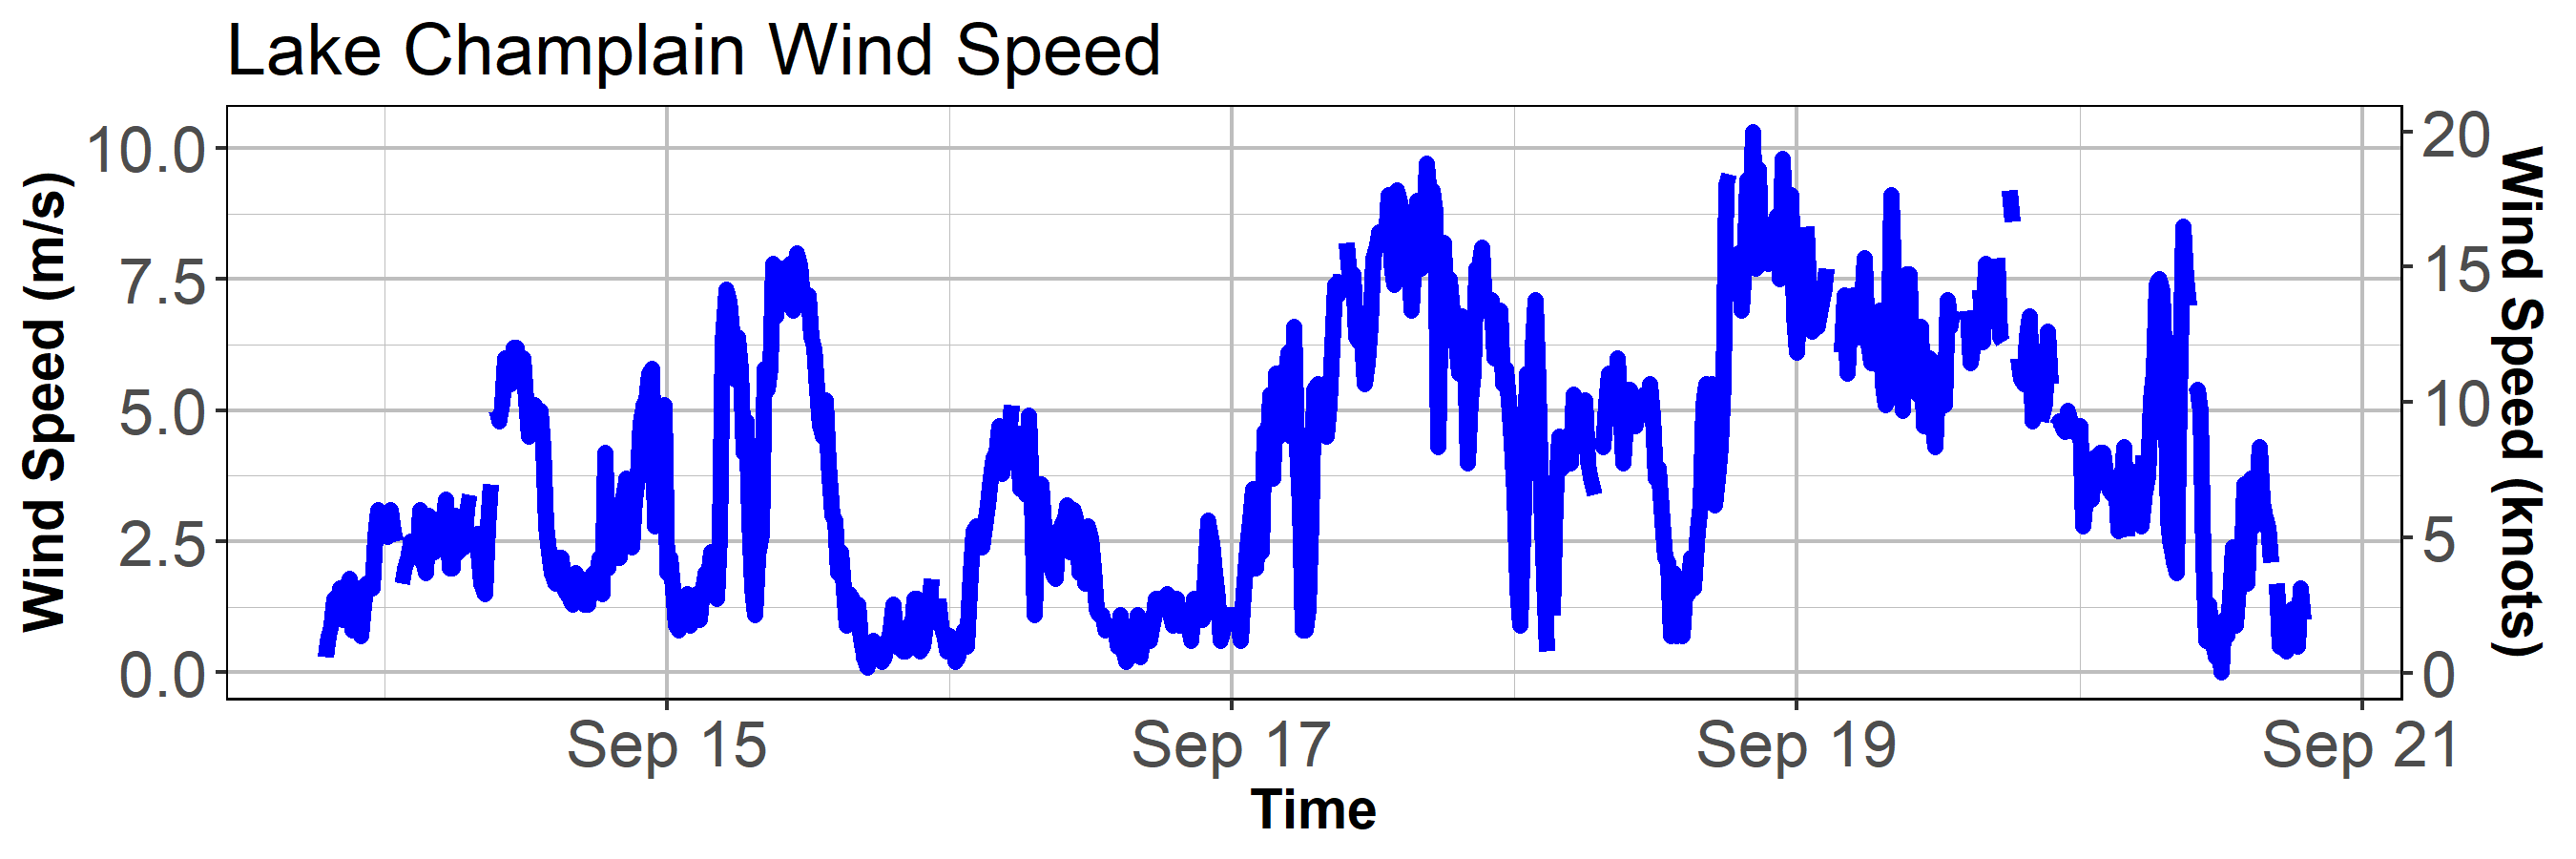 Lake Champlain Wind Speed
Wind Speed (m/s)
10.0
7.5
5.0
2.5
0.0
20
15
10
5
0
Wind Speed (knots)
Sep 15
Sep 17
Sep 19
Sep 21
Time